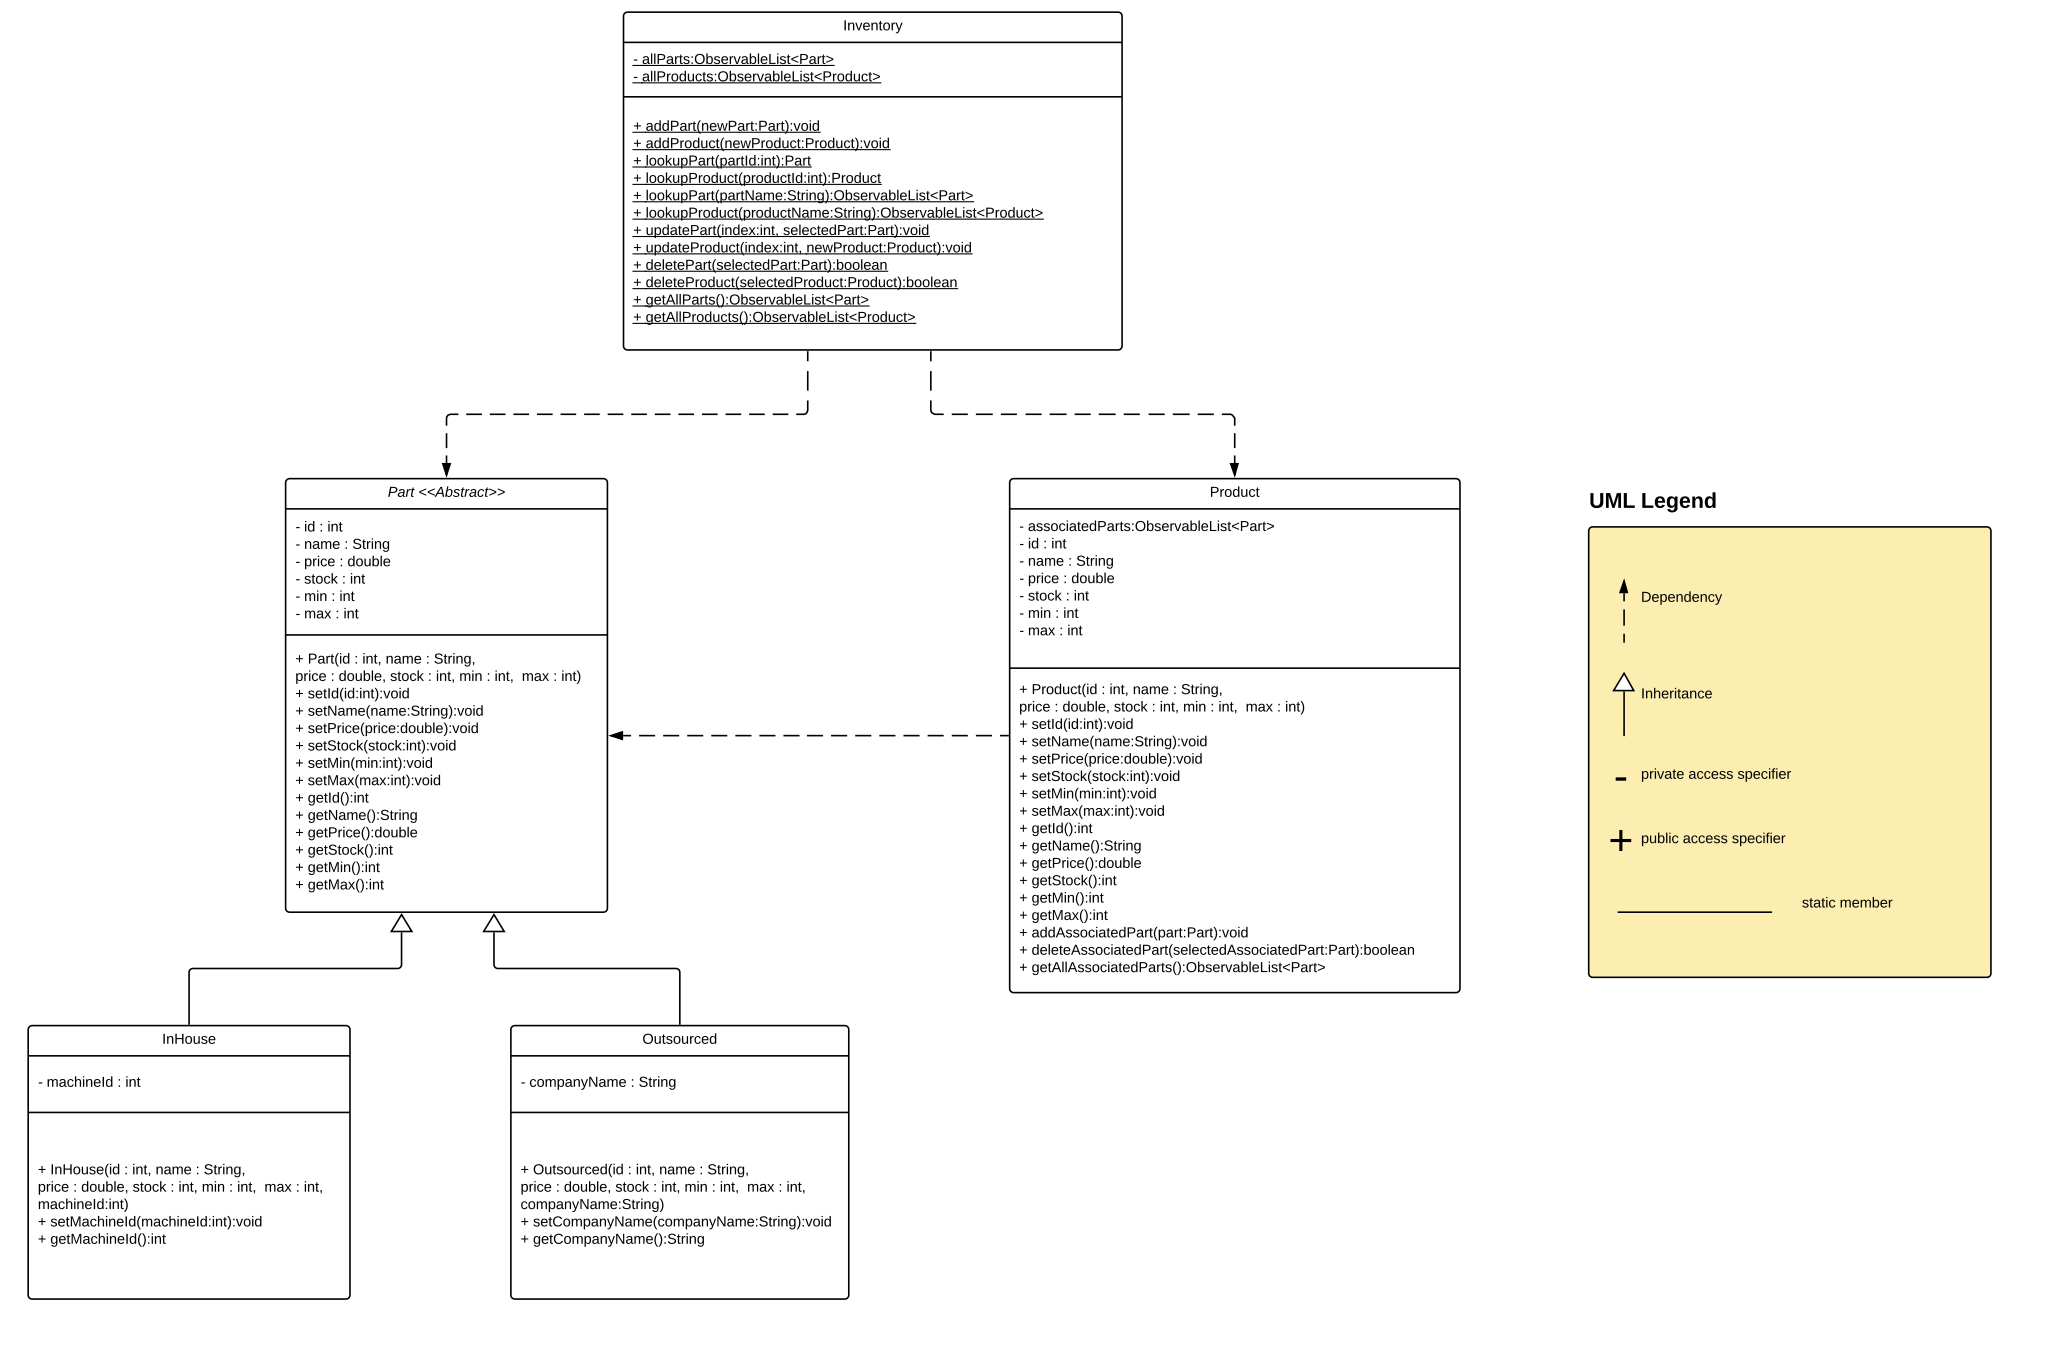 Inventory
- allParts:ObservableList<Part>
- allProducts:ObservableList<Product>
+ addPart(newPart:Part):void
+ addProduct(newProduct:Product):void
+ lookupPart(partId:int):Part
+ lookupProduct(productId:int):Product
+ lookupPart(partName:String):ObservableList<Part>
+ lookupProduct(productName:String):ObservableList<Product>
+ updatePart(index:int, selectedPart:Part):void
+ updateProduct(index:int, newProduct:Product):void
+ deletePart(selectedPart:Part):boolean
+ deleteProduct(selectedProduct:Product):boolean
+ getAllParts():ObservableList<Part>
+ getAllProducts():ObservableList<Product>
Part <<Abstract>>
- id : int
- name : String
- price : double
- stock : int
- min : int
- max : int
+ Part(id : int, name : String,
price : double, stock : int, min : int,  max : int)
+ setId(id:int):void
+ setName(name:String):void
+ setPrice(price:double):void
+ setStock(stock:int):void
+ setMin(min:int):void
+ setMax(max:int):void
+ getId():int
+ getName():String
+ getPrice():double
+ getStock():int
+ getMin():int
+ getMax():int
Product
- associatedParts:ObservableList<Part>
- id : int
- name : String
- price : double
- stock : int
- min : int
- max : int
+ Product(id : int, name : String,
price : double, stock : int, min : int,  max : int)
+ setId(id:int):void
+ setName(name:String):void
+ setPrice(price:double):void
+ setStock(stock:int):void
+ setMin(min:int):void
+ setMax(max:int):void
+ getId():int
+ getName():String
+ getPrice():double
+ getStock():int
+ getMin():int
+ getMax():int
+ addAssociatedPart(part:Part):void
+ deleteAssociatedPart(selectedAssociatedPart:Part):boolean
+ getAllAssociatedParts():ObservableList<Part>
UML Legend
Dependency
Inheritance
- private access specifier
+ public access specifier
static member
InHouse
- machineId : int
+ InHouse(id : int, name : String,
price : double, stock : int, min : int,  max : int,
machineId:int)
+ setMachineId(machineId:int):void
+ getMachineId():int
Outsourced
- companyName : String
+ Outsourced(id : int, name : String,
price : double, stock : int, min : int,  max : int,
companyName:String)
+ setCompanyName(companyName:String):void
+ getCompanyName():String